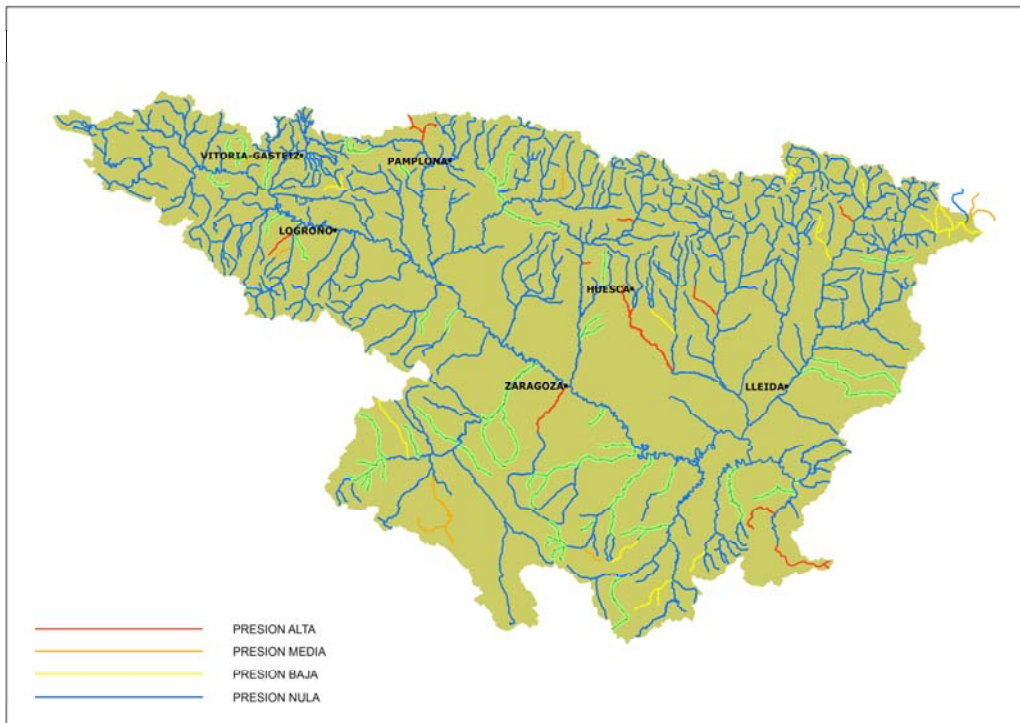 VITORIA-GASTEIZ
PAMPLONA
LOGROÑO
HUESCA
ZARAGOZA
LLEIDA
PRESION ALTA
PRESION MEDIA
PRESION BAJA
PRESION NULA